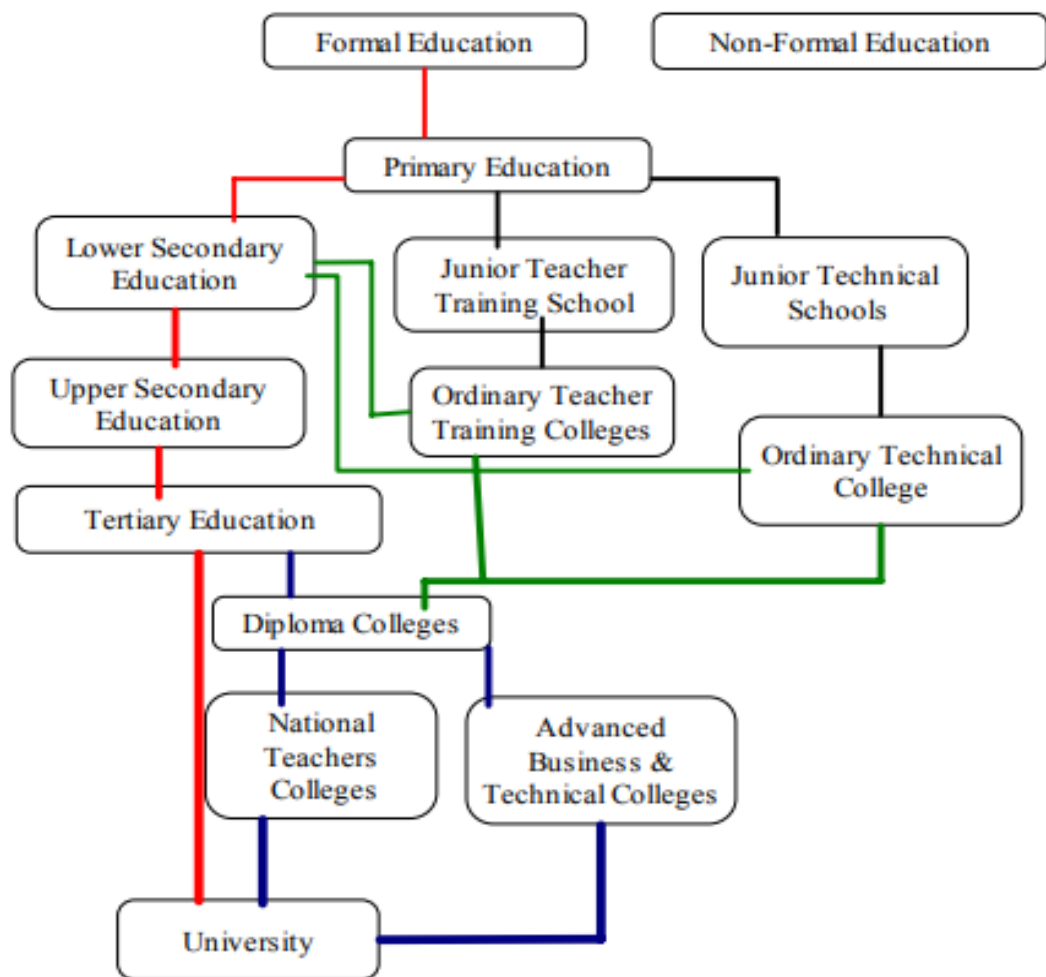 Formal Education
Non-Formal Education
Primary Education
Lower Secondary
Education
Junior Teacher
Training School
Junior Technical
Schools
Upper Secondary
Education
Ordinary Teacher
Training Colleges
Ordinary Technical
College
Tertiary Education
Diploma Colleges
National
Teachers
Colleges
Advanced
Business &
Technical Colleges
University